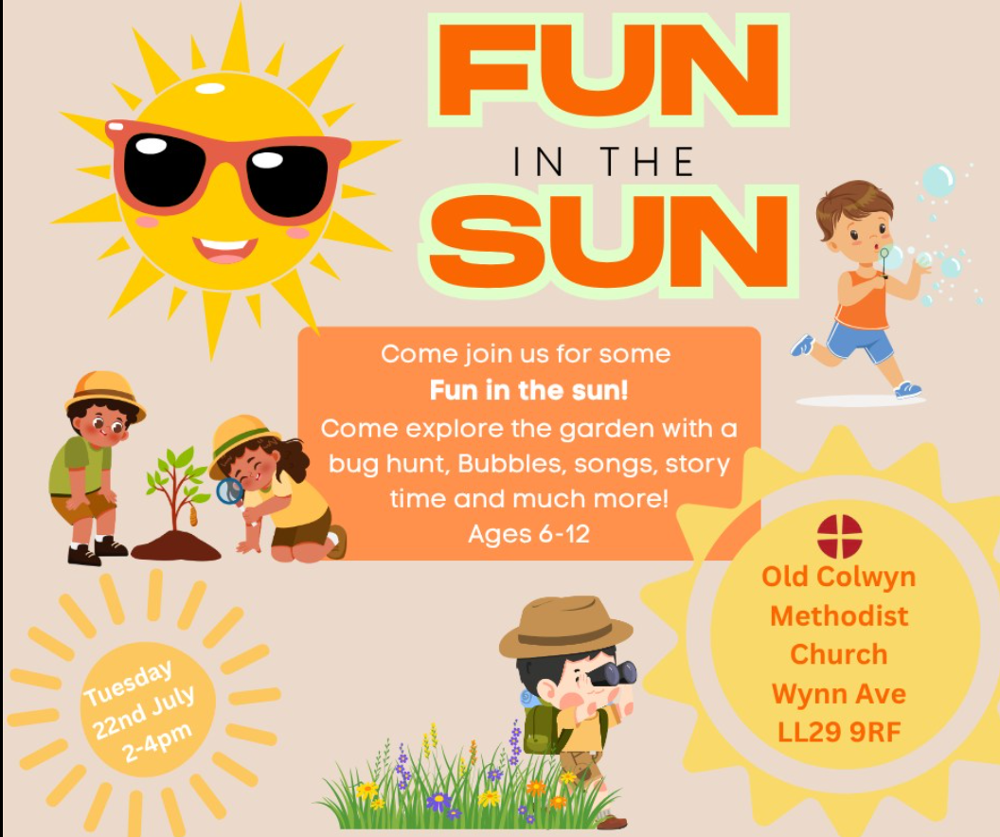 FUN
IN THE
SUN
Come join us for some
Fun in the sun!
Come explore the garden with a
bug hunt, Bubbles, songs, story
time and much more!
Ages 6-12
Old Colwyn
Methodist
Church
Wynn Ave
LL29 9RF
Tuesday
22nd July
2-4pm